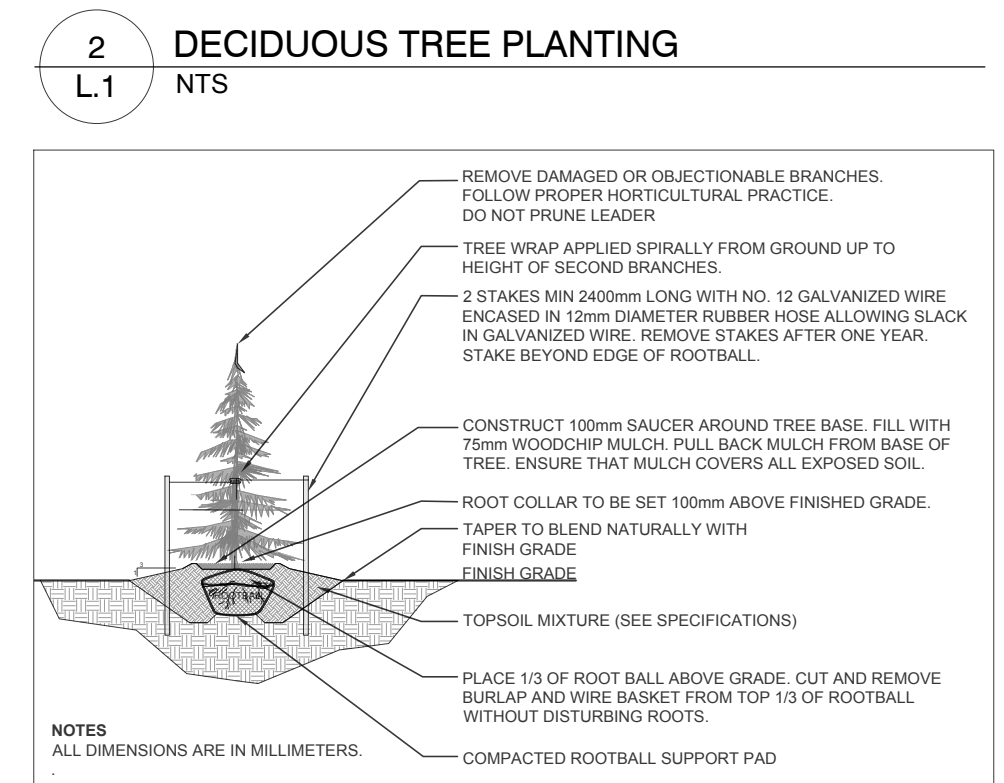 2
L.1
DECIDUOUS TREE PLANTING
NTS
REMOVE DAMAGED OR OBJECTIONABLE BRANCHES.
FOLLOW PROPER HORTICULTURAL PRACTICE.
DO NOT PRUNE LEADER
TREE WRAP APPLIED SPIRALLY FROM GROUND UP TO
HEIGHT OF SECOND BRANCHES.
2 STAKES MIN 2400mm LONG WITH NO. 12 GALVANIZED WIRE
ENCASED IN 12mm DIAMETER RUBBER HOSE ALLOWING SLACK
IN GALVANIZED WIRE. REMOVE STAKES AFTER ONE YEAR.
STAKE BEYOND EDGE OF ROOTBALL.
CONSTRUCT 100mm SAUCER AROUND TREE BASE. FILL WITH
75mm WOODCHIP MULCH. PULL BACK MULCH FROM BASE OF
TREE. ENSURE THAT MULCH COVERS ALL EXPOSED SOIL.
ROOT COLLAR TO BE SET 100mm ABOVE FINISHED GRADE.
TAPER TO BLEND NATURALLY WITH
FINISH GRADE
FINISH GRADE
3
1
ROOTBALL
TOPSOIL MIXTURE (SEE SPECIFICATIONS)
PLACE 1/3 OF ROOT BALL ABOVE GRADE. CUT AND REMOVE
BURLAP AND WIRE BASKET FROM TOP 1/3 OF ROOTBALL
WITHOUT DISTURBING ROOTS.
COMPACTED ROOTBALL SUPPORT PAD
NOTES
ALL DIMENSIONS ARE IN MILLIMETERS.
.